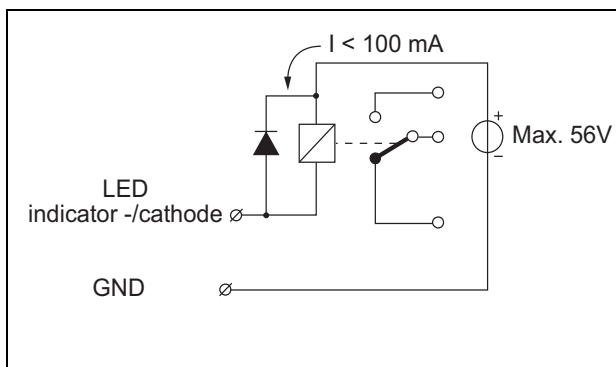 I < 100 mA
+
Max. 56V
–
LED
indicator -/cathode
GND